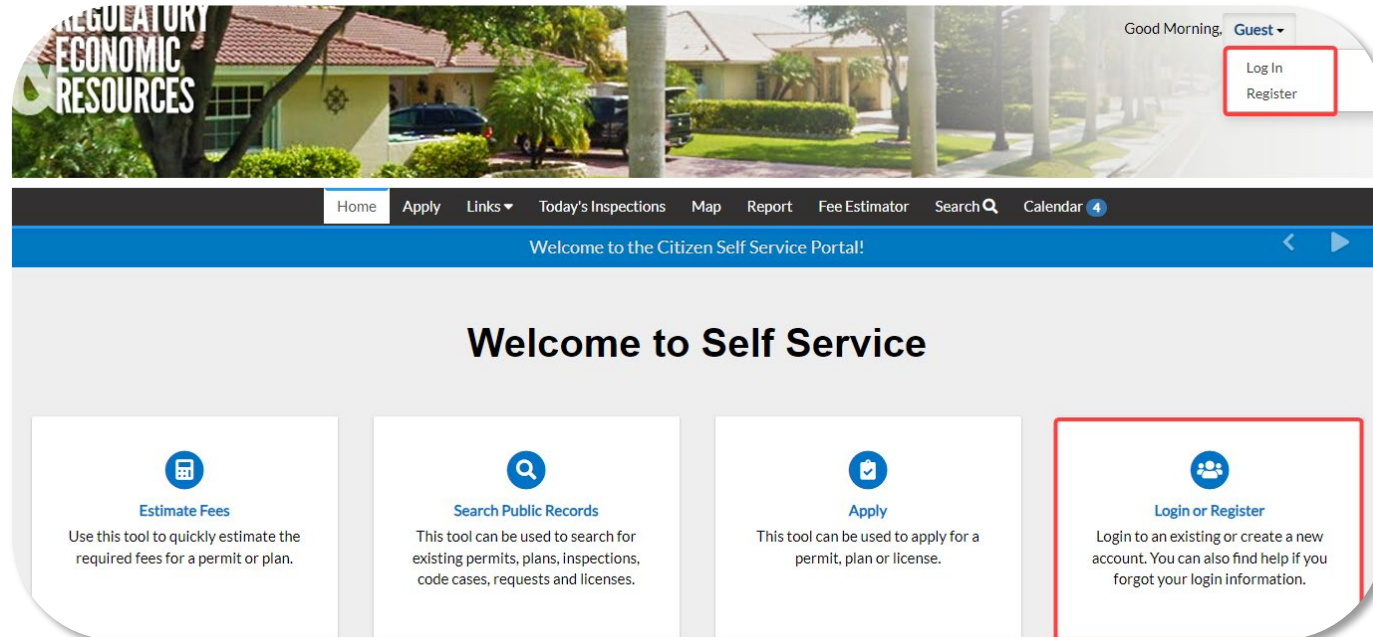 REGULATORY
ECONOMIC
& RESOURCES
Good Morning, Guest
Log In
Register
Home Apply Links Today's Inspections Map Report Fee Estimator Search Calendar 4
Welcome to the Citizen Self Service Portal!
Welcome to Self Service
Estimate Fees
Use this tool to quickly estimate the
required fees for a permit or plan.
Search Public Records
This tool can be used to search for
existing permits, plans, inspections,
code cases, requests and licenses.
Apply
This tool can be used to apply for a
permit, plan or license.
Login or Register
Login to an existing or create a new
account. You can also find help if you
forgot your login information.